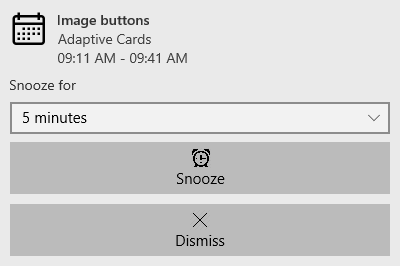 Image buttons
Adaptive Cards
09:11 AM - 09:41 AM
Snooze for
5 minutes
Snooze
Dismiss